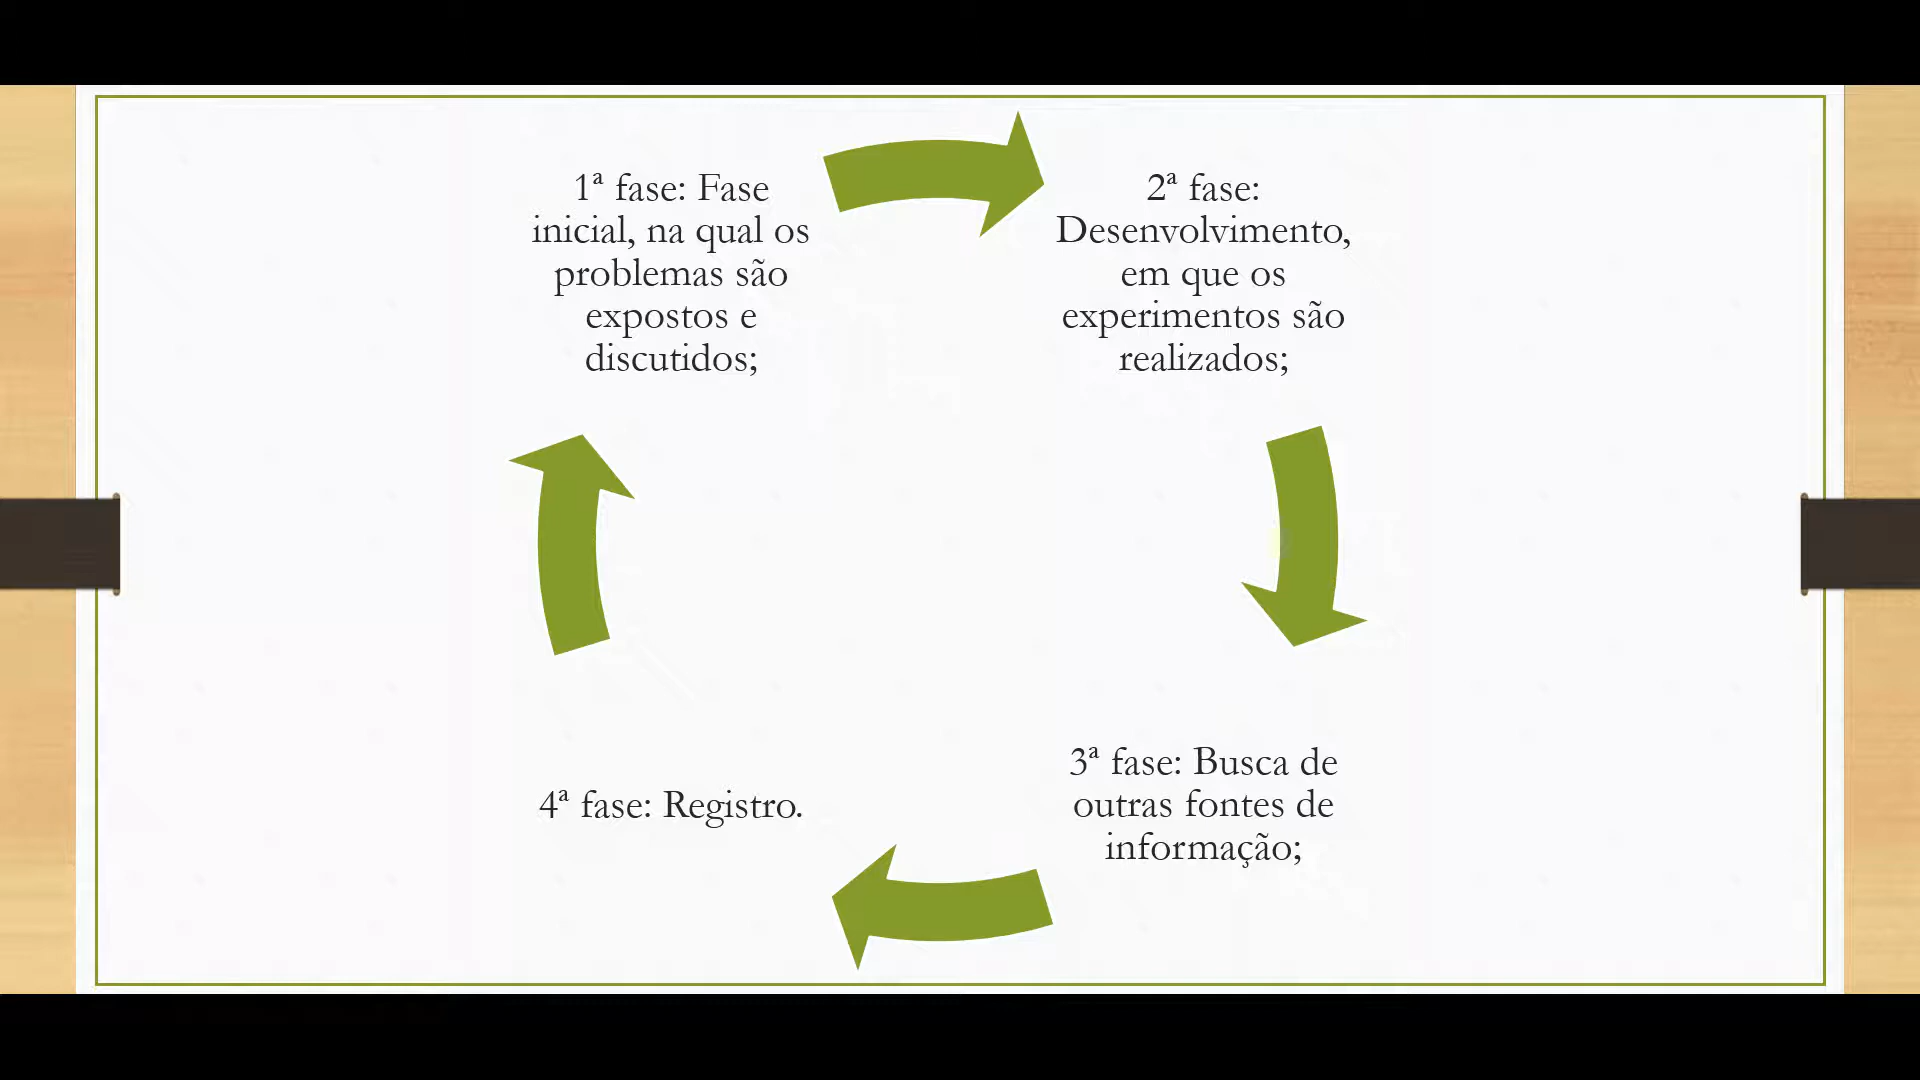 1ª fase: Fase
inicial, na qual os
problemas são
expostos e
discutidos;
2ª fase:
Desenvolvimento,
em que os
experimentos são
realizados;
3ª fase: Busca de
outras fontes de
informação;
4ª fase: Registro.